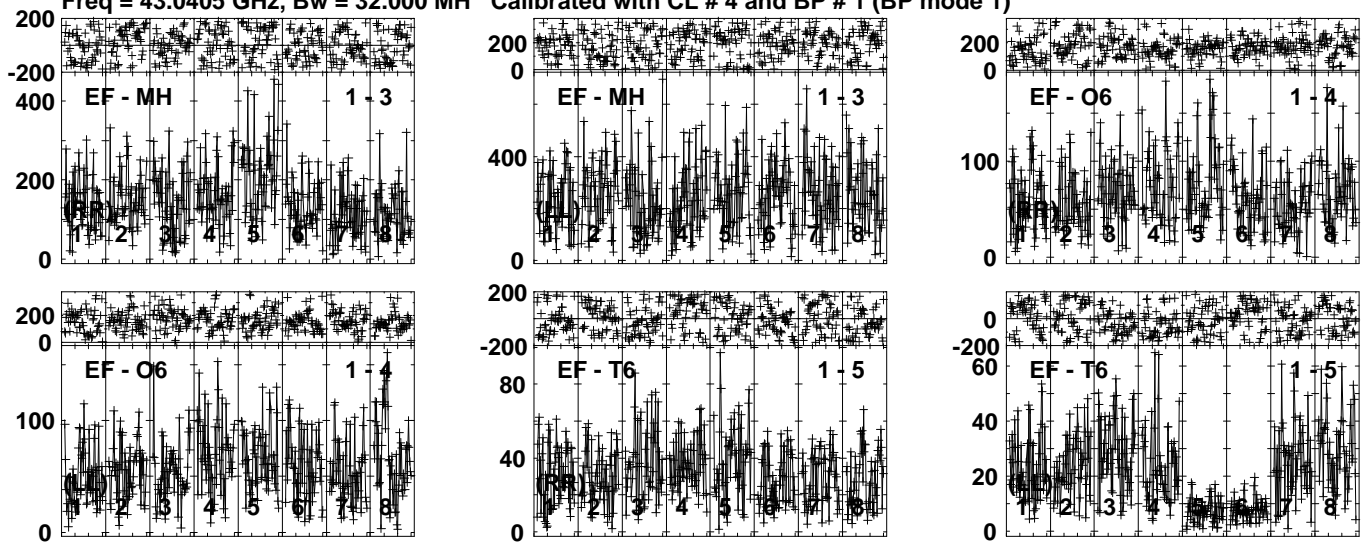 Freq = 43.0405 GHz, Bw = 32.000 MH Calibrated with CL # 4 and BP # 1 (BP mode 1)
200
-200
400
200
0
EF - MH 1 - 3
(RR)
1 2 3 4 5 6 7 8
200
0
400
0
EF - MH 1 - 3
(LL)
1 2 3 4 5 6 7 8
200
0
100
0
EF - O6 1 - 4
(RR)
1 2 3 4 5 6 7 8
200
0
100
0
EF - O6 1 - 4
(LL)
1 2 3 4 5 6 7 8
200
-200
80
40
0
EF - T6 1 - 5
(RR)
1 2 3 4 5 6 7 8
0
-200
60
40
20
0
EF - T6 1 - 5
(LL)
1 2 3 4 5 6 7 8